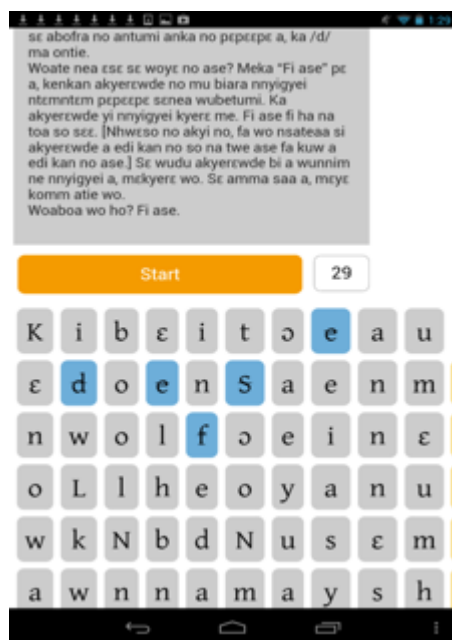 1:29
sɛ abofra no antumi anka no pɛpɛɛpɛ a, ka /d/
ma ontie.
Woate nea ɛsɛ sɛ woyɛ no ase? Meka "Fi ase" pɛ
a, kenkan akyerɛwde no mu biara nnyigyei
ntɛmntɛm pɛpɛɛpɛ sɛnea wubetumi. Ka
akyerɛwde yi nnyigyei kyerɛ me. Fi ase fi ha na
toa so sɛɛ. [Nhwɛso no akyi no, fa wo nsateaa si
akyerɛwde a edi kan no so na twe ase fa kuw a
edi kan no ase.] Sɛ wudu akyerɛwde bi a wunnim
ne nnyigyei a, mɛkyerɛ wo. Sɛ amma saa a, mɛyɛ
komm atie wo.
Woaboa wo ho? Fi ase.
Start 29
K i b ɛ i t ɔ e a u
ɛ d o e n S a e n m
n w o l f ɔ e i n ɛ
o L l h e o y a n u
w k N b d N u s ɛ m
a w n n a m a y s h